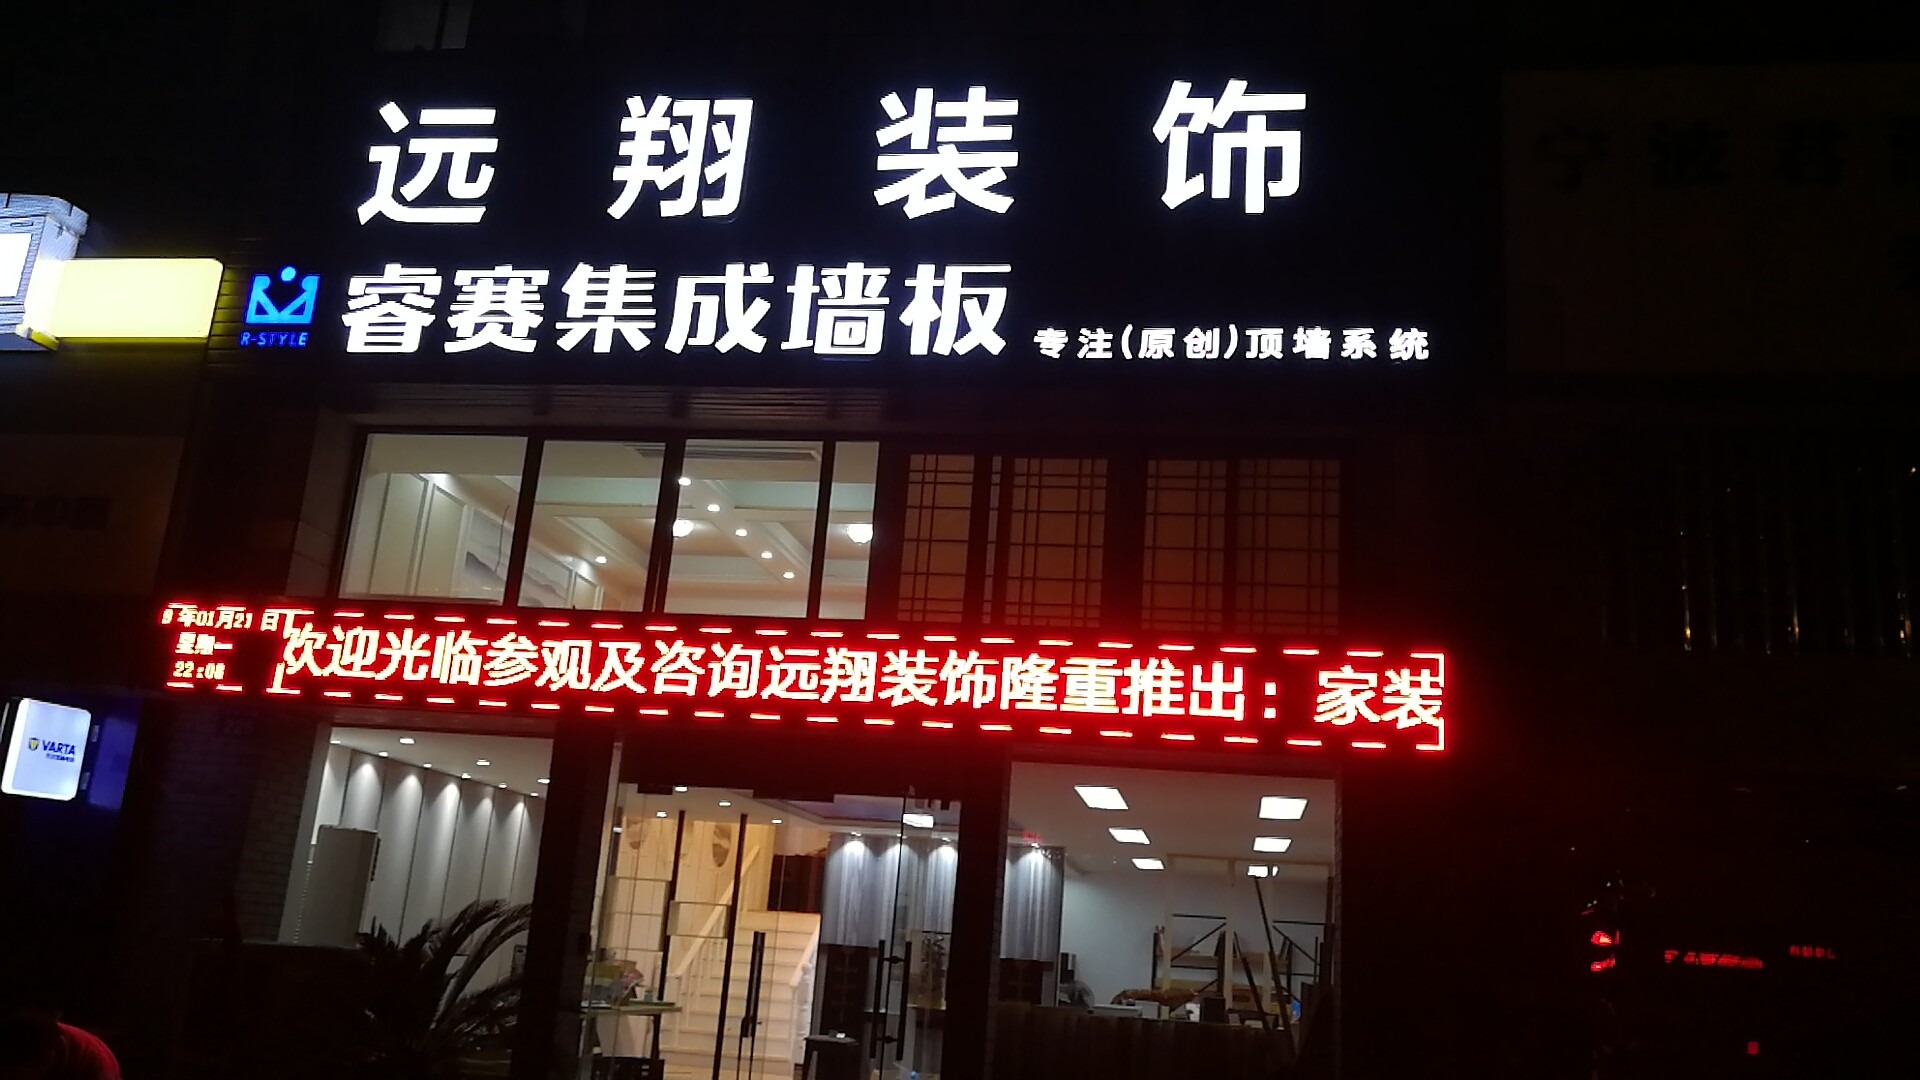 远翔装饰
R-STYLE
睿赛集成墙板
专注(原创)顶墙系统
9年01月21日
星期一
22:08
欢迎光临参观及咨询远翔装饰隆重推出：家装
VARTA